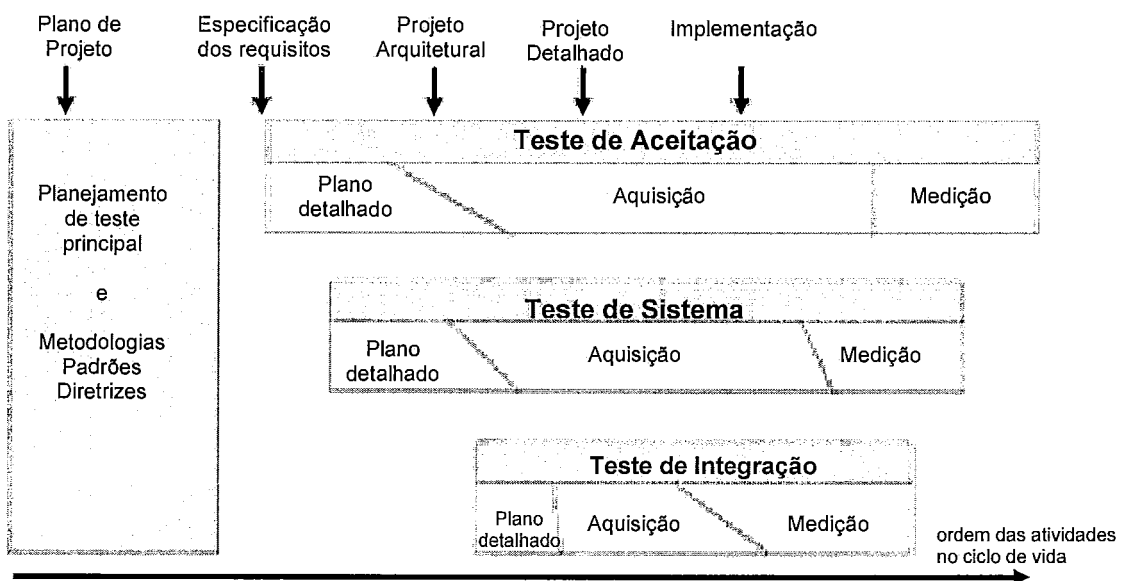 Plano de
Projeto
Especificação
dos requisitos
Projeto
Arquitetural
Projeto
Detalhado
Implementação
Planejamento
de teste
principal
e
Metodologias
Padrões
Diretrizes
Teste de Aceitação
Plano
detalhado
Aquisição
Medição
Teste de Sistema
Plano
detalhado
Aquisição
Medição
Teste de Integração
Plano
detalhado
Aquisição
Medição
ordem das atividades
no ciclo de vida